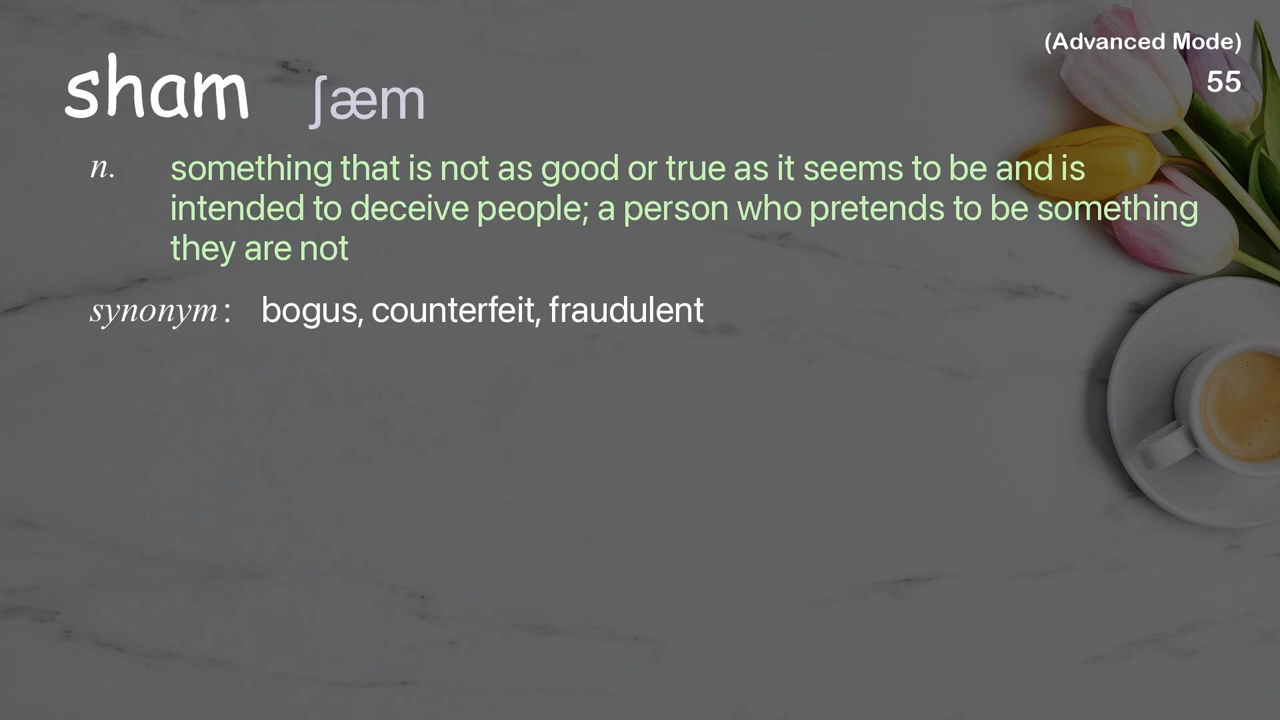 (Advanced Mode)
55
sham ʃæm
n. something that is not as good or true as it seems to be and is
intended to deceive people; a person who pretends to be something
they are not
synonym: bogus, counterfeit, fraudulent